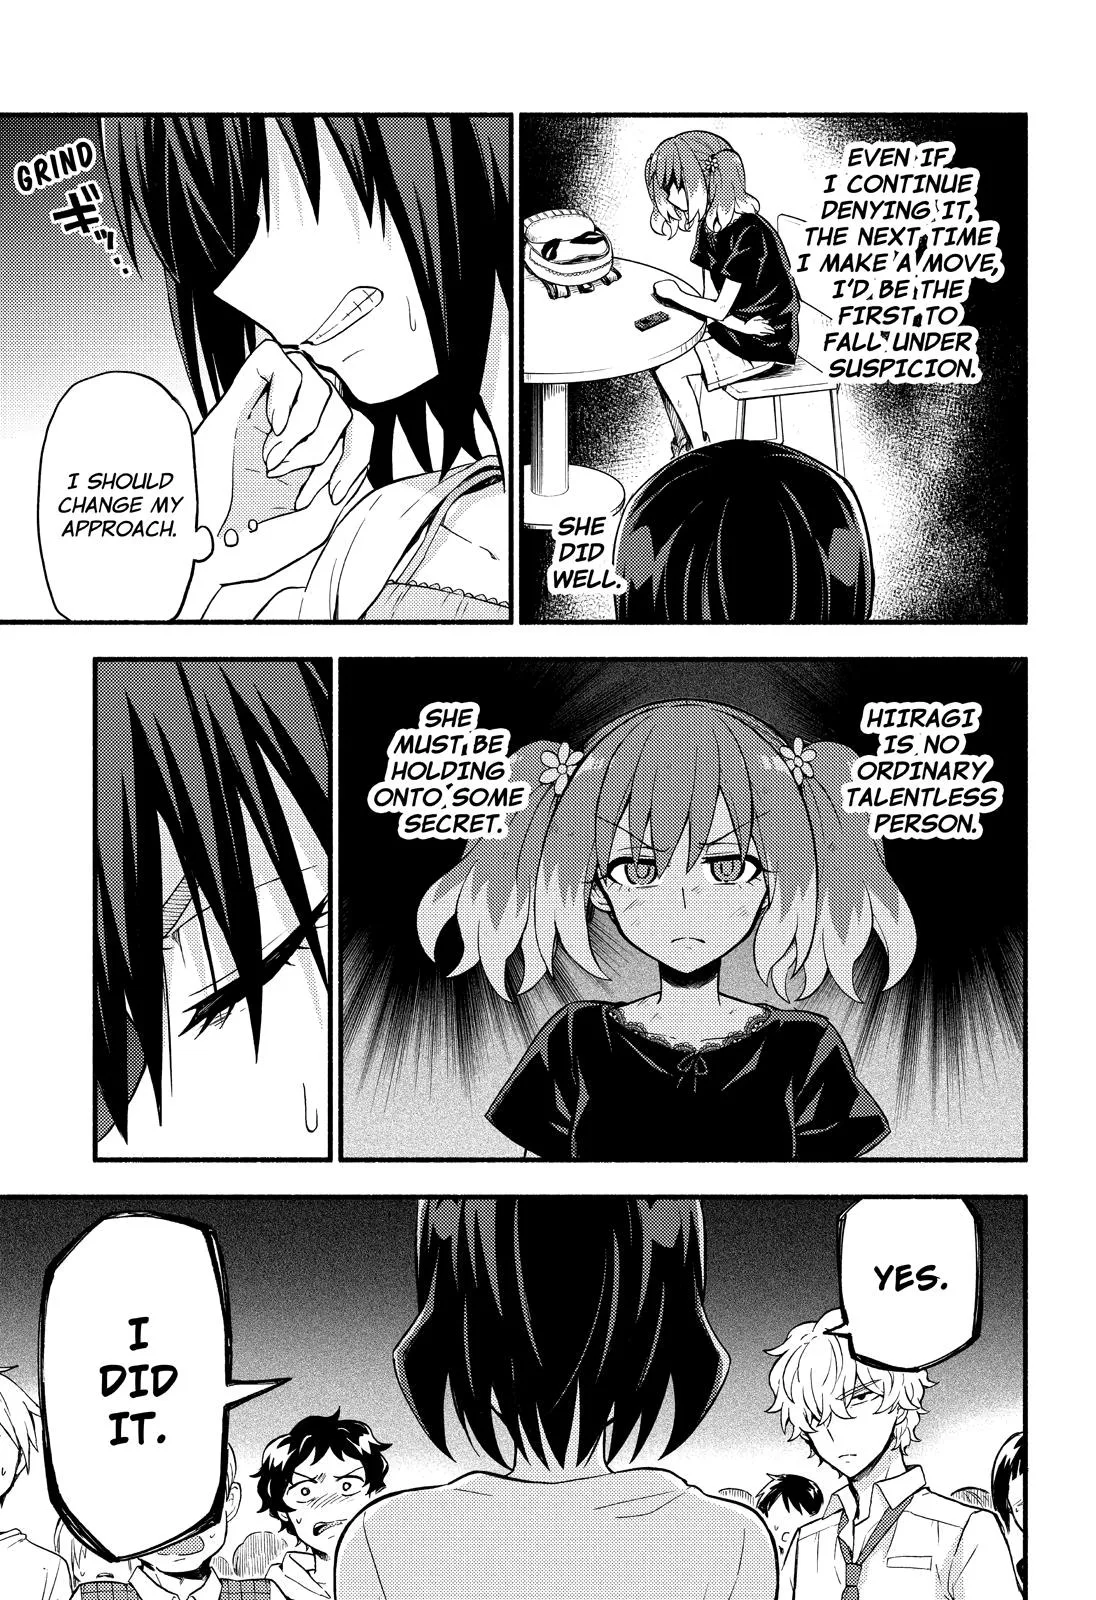 EVEN IF
I CONTINUE
DENYING IT,
THE NEXT TIME
I MAKE A MOVE,
I'D BE THE
FIRST TO
FALL UNDER
SUSPICION.
SHE
DID
WELL.
GRIND
ギッ…
I SHOULD
CHANGE MY
APPROACH.
HIIRAGI
IS NO
ORDINARY
TALENTLESS
PERSON.
SHE
MUST BE
HOLDING
ONTO SOME
SECRET.
YES.
I
DID
IT.